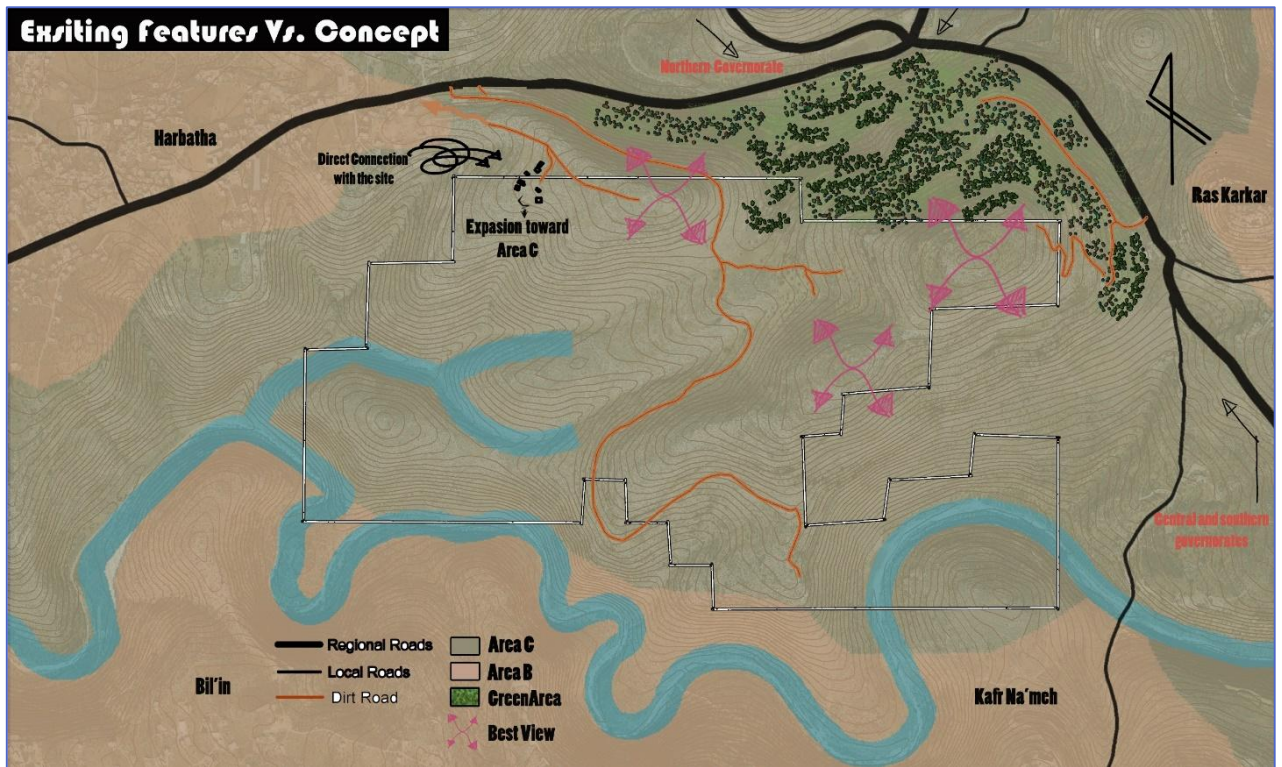 Exsiting Features Vs. Concept
Northern Governorate
Harbatha
Direct Connection
with the site
Ras Karkar
Expasion toward
Area C
Central and southern
governorates
Regional Roads
Local Roads
Dirt Road
Area C
Area B
GreenArea
Best View
Bil'in
Kafr Na'meh